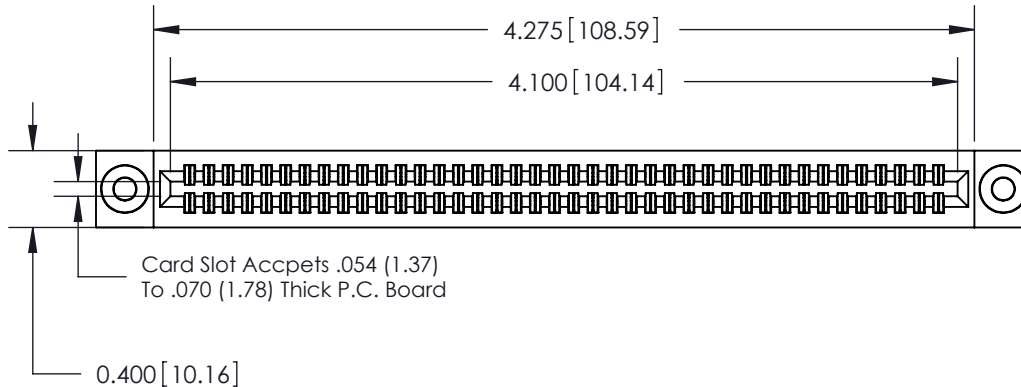 4.275 [108.59]
4.100 [104.14]
Card Slot Accpets .054 (1.37)
To .070 (1.78) Thick P.C. Board
0.400 [10.16]